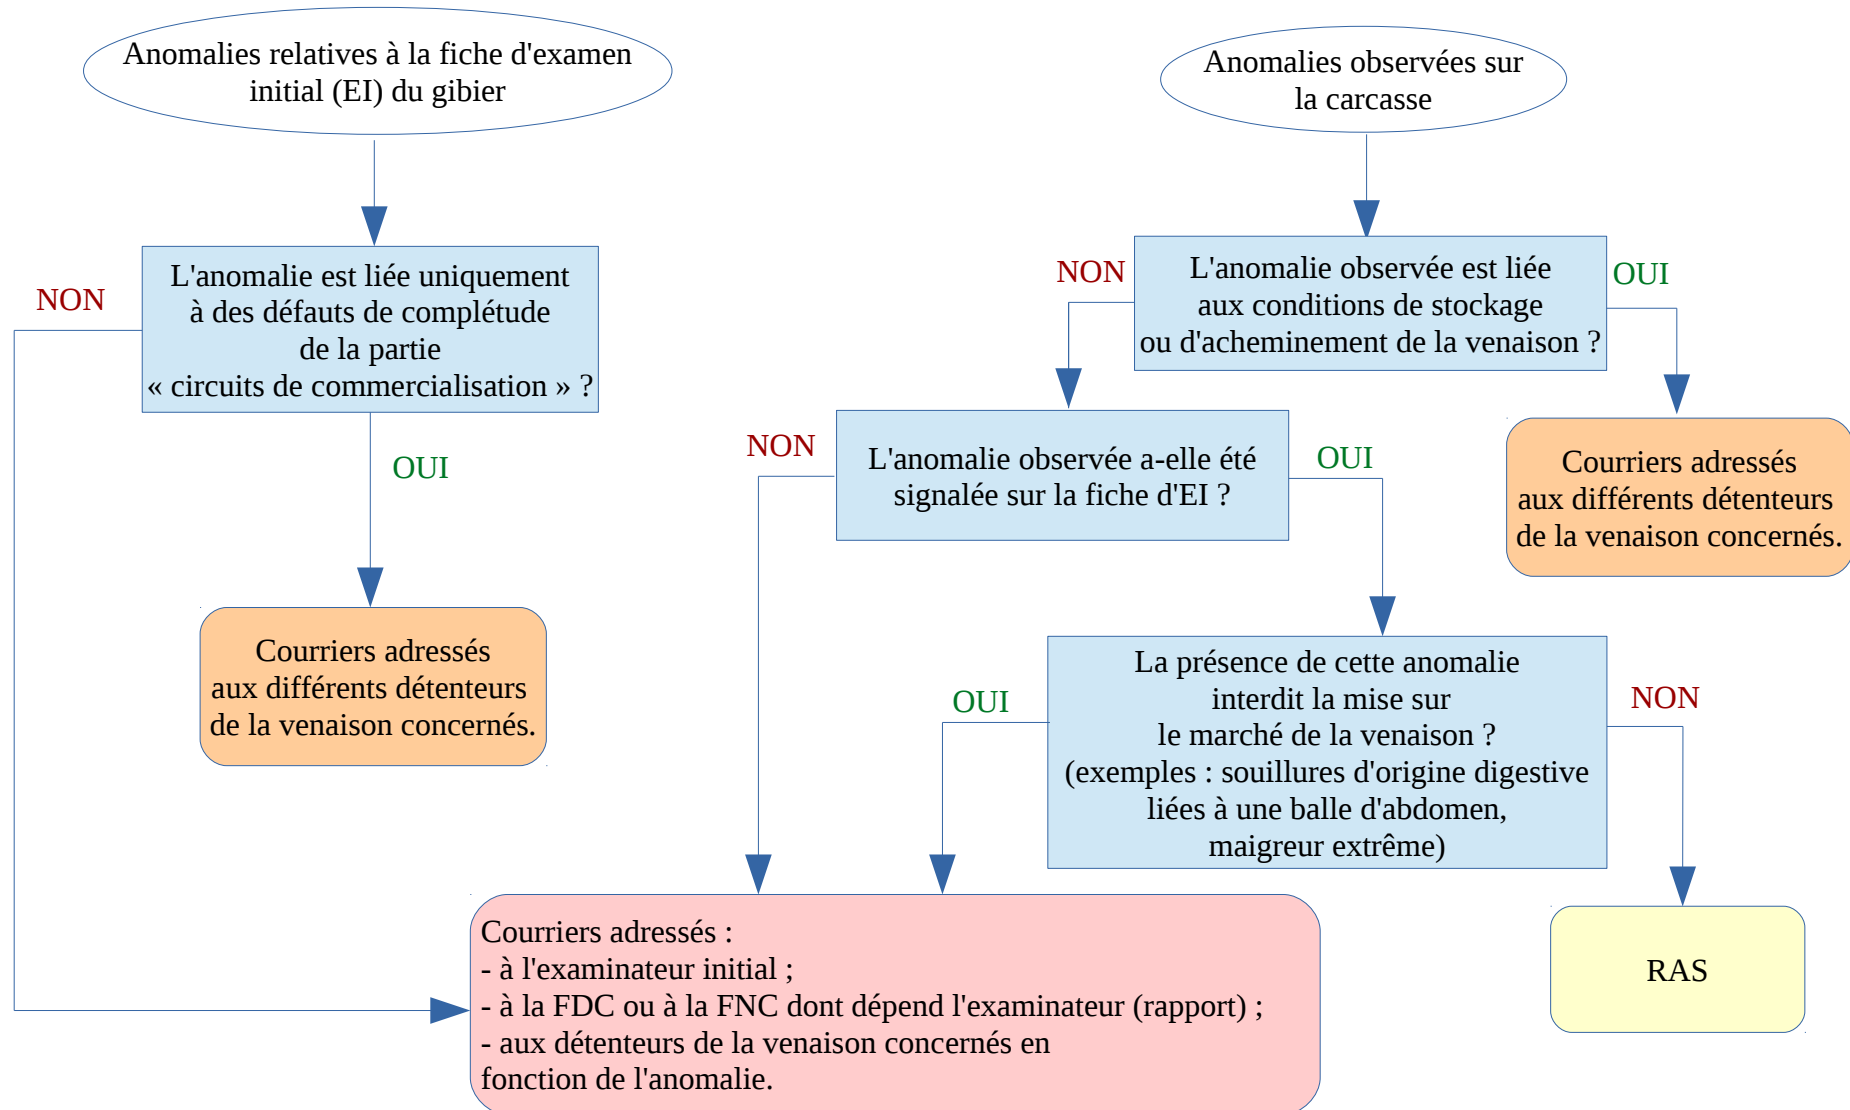 Anomalies relatives à la fiche d'examen
initial (EI) du gibier
Anomalies observées sur
la carcasse
NON
L'anomalie est liée uniquement
à des défauts de complétude
de la partie
« circuits de commercialisation » ?
OUI
Courriers adressés
aux différents détenteurs
de la venaison concernés.
NON
L'anomalie observée est liée
aux conditions de stockage
ou d'acheminement de la venaison ?
OUI
Courriers adressés
aux différents détenteurs
de la venaison concernés.
NON
L'anomalie observée a-elle été
signalée sur la fiche d'EI ?
OUI
OUI
La présence de cette anomalie
interdit la mise sur
le marché de la venaison ?
(exemples : souillures d'origine digestive
liées à une balle d'abdomen,
maigreur extrême)
NON
Courriers adressés :
- à l'examinateur initial ;
- à la FDC ou à la FNC dont dépend l'examinateur (rapport) ;
- aux détenteurs de la venaison concernés en
fonction de l'anomalie.
RAS